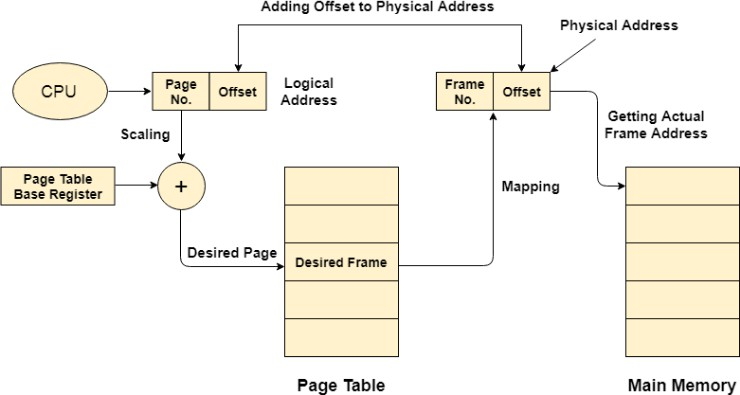 Adding Offset to Physical Address
Physical Address
CPU
Page
No.
Offset
Logical
Address
Frame
No.
Offset
Getting Actual
Frame Address
Scaling
Page Table
Base Register
+
Mapping
Desired Page
Desired Frame
Page Table
Main Memory